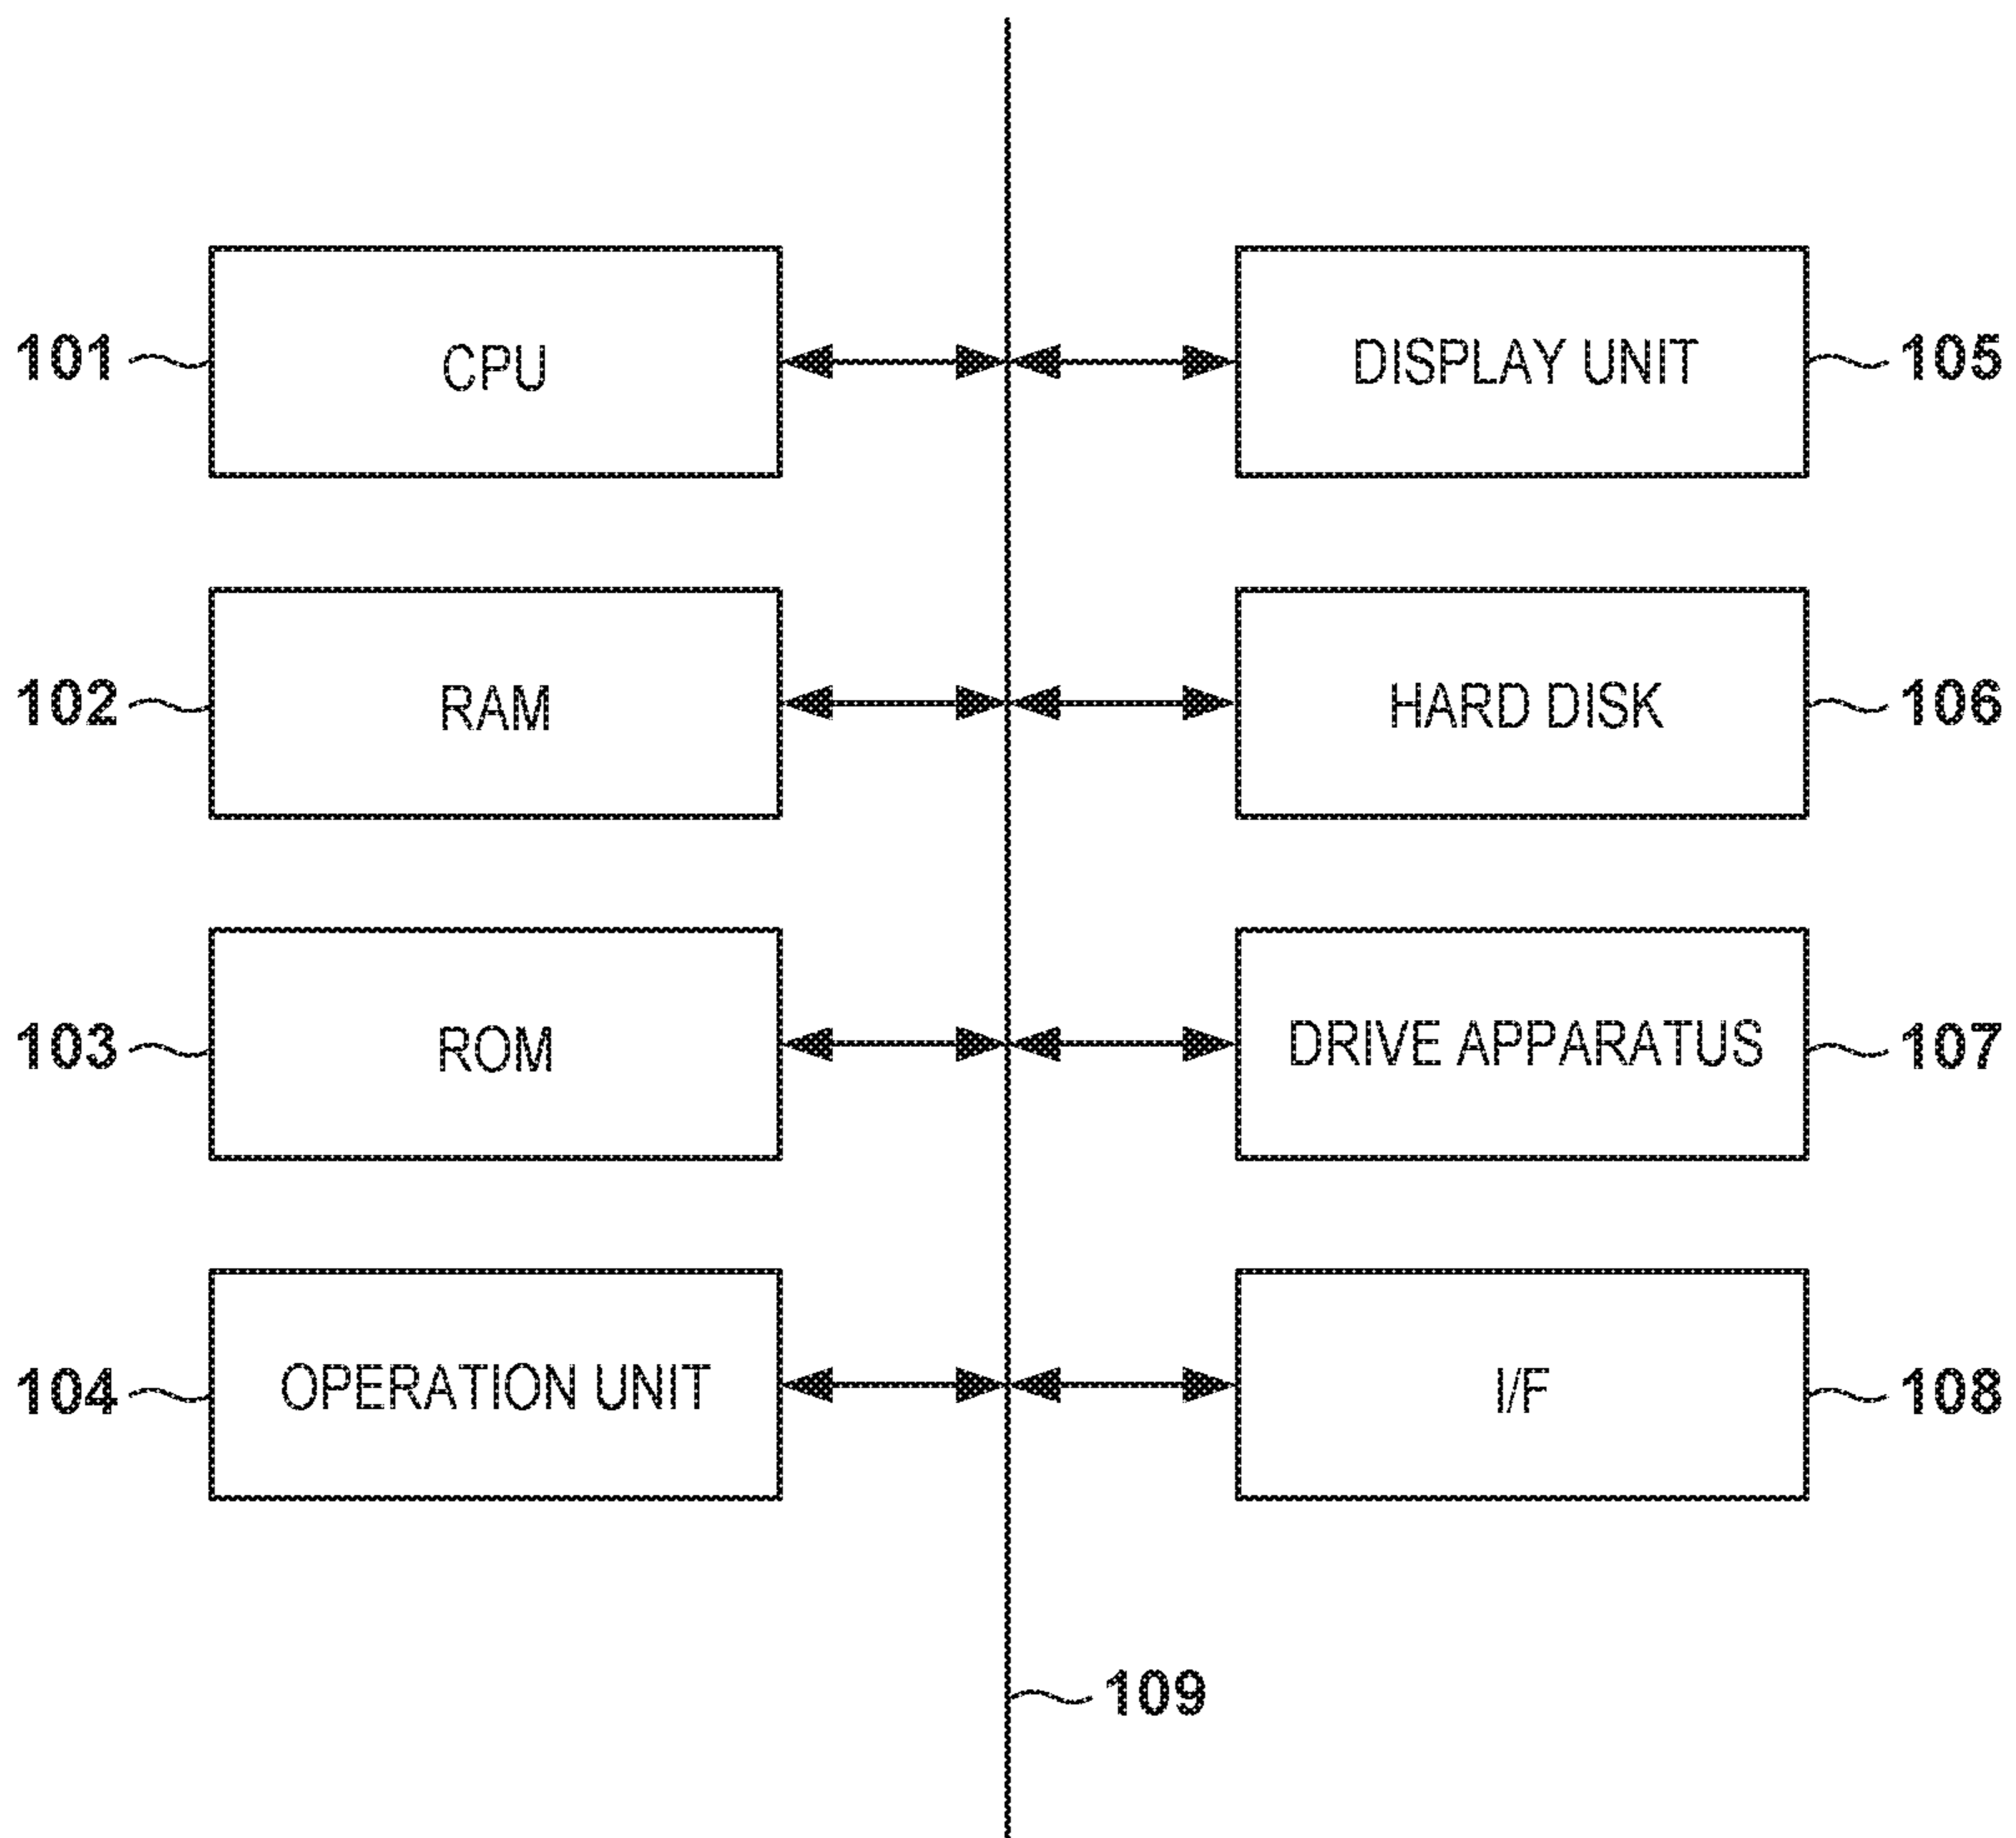 101 CPU
DISPLAY UNIT 105
102 RAM
HARD DISK 106
103 ROM
DRIVE APPARATUS 107
104 OPERATION UNIT
I/F 108
109